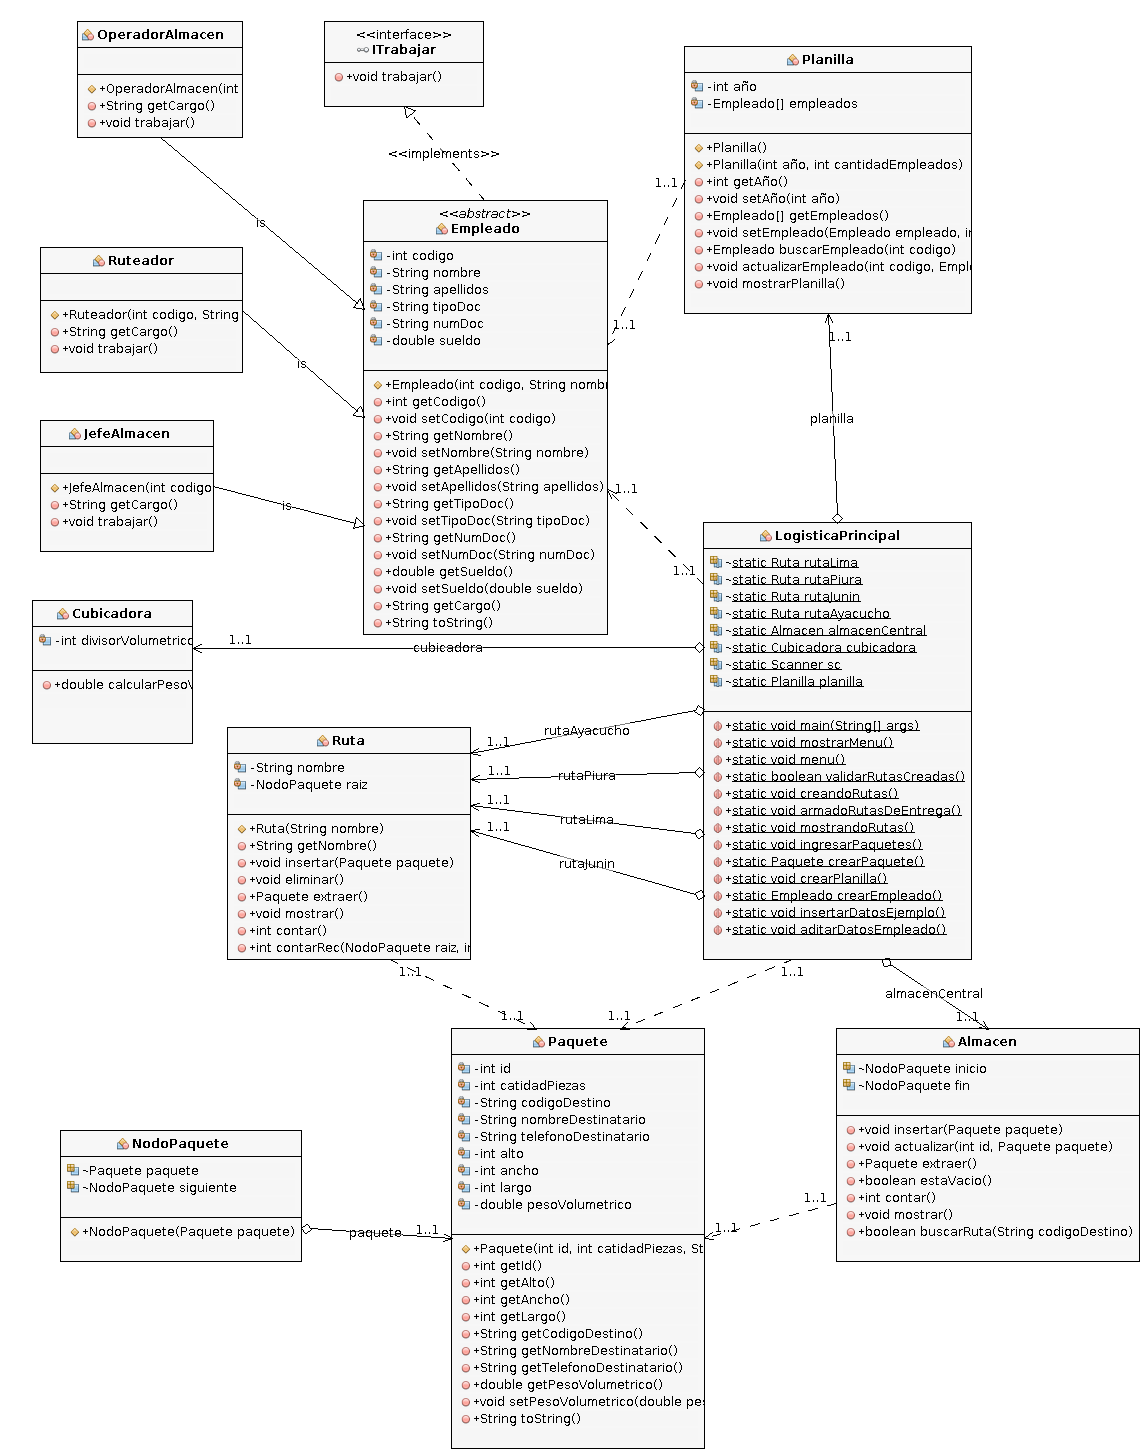 OperadorAlmacen
+OperadorAlmacen(int
+String getCargo()
+void trabajar()
<<interface>>
ITrabajar
+void trabajar()
<<implements>>
Planilla
-int año
-Empleado[] empleados
+Planilla()
+Planilla(int año, int cantidadEmpleados)
+int getAño()
+void setAño(int año)
+Empleado[] getEmpleados()
+void setEmpleado(Empleado empleado, in
+Empleado buscarEmpleado(int codigo)
+void actualizarEmpleado(int codigo, Empl
+void mostrarPlanilla()
1..1
1..1
1..1
planilla
is
Ruteador
+Ruteador(int codigo, String
+String getCargo()
+void trabajar()
is
<<abstract>>
Empleado
-int codigo
-String nombre
-String apellidos
-String tipoDoc
-String numDoc
-double sueldo
+Empleado(int codigo, String nombr
+int getCodigo()
+void setCodigo(int codigo)
+String getNombre()
+void setNombre(String nombre)
+String getApellidos()
+void setApellidos(String apellidos)
+String getTipoDoc()
+void setTipoDoc(String tipoDoc)
+String getNumDoc()
+void setNumDoc(String numDoc)
+double getSueldo()
+void setSueldo(double sueldo)
+String getCargo()
+String toString()
1..1
1..1
JefeAlmacen
+JefeAlmacen(int codigo
+String getCargo()
+void trabajar()
is
Cubicadora
-int divisorVolumetrico
+double calcularPesoV
1..1
cubicadora
LogisticaPrincipal
~static Ruta rutaLima
~static Ruta rutaPiura
~static Ruta rutaJunin
~static Ruta rutaAyacucho
~static Almacen almacenCentral
~static Cubicadora cubicadora
~static Scanner sc
~static Planilla planilla
+static void main(String[] args)
+static void mostrarMenu()
+static void menu()
+static boolean validarRutasCreadas()
+static void creandoRutas()
+static void armadoRutasDeEntrega()
+static void mostrandoRutas()
+static void ingresarPaquetes()
+static Paquete crearPaquete()
+static void crearPlanilla()
+static Empleado crearEmpleado()
+static void insertarDatosEjemplo()
+static void aditarDatosEmpleado()
Ruta
-String nombre
-NodoPaquete raiz
+Ruta(String nombre)
+String getNombre()
+void insertar(Paquete paquete)
+void eliminar()
+Paquete extraer()
+void mostrar()
+int contar()
+int contarRec(NodoPaquete raiz, in
1..1
rutaAyacucho
1..1
rutaPiura
1..1
rutaLima
1..1
rutaJunin
1..1
1..1
1..1
1..1
almacenCentral
1..1
Paquete
-int id
-int catidadPiezas
-String codigoDestino
-String nombreDestinatario
-String telefonoDestinatario
-int alto
-int ancho
-int largo
-double pesoVolumetrico
+Paquete(int id, int catidadPiezas, St
+int getId()
+int getAlto()
+int getAncho()
+int getLargo()
+String getCodigoDestino()
+String getNombreDestinatario()
+String getTelefonoDestinatario()
+double getPesoVolumetrico()
+void setPesoVolumetrico(double pes
+String toString()
Almacen
~NodoPaquete inicio
~NodoPaquete fin
+void insertar(Paquete paquete)
+void actualizar(int id, Paquete paquete)
+Paquete extraer()
+boolean estaVacio()
+int contar()
+void mostrar()
+boolean buscarRuta(String codigoDestino)
1..1
1..1
NodoPaquete
~Paquete paquete
~NodoPaquete siguiente
+NodoPaquete(Paquete paquete)
paquete
1..1